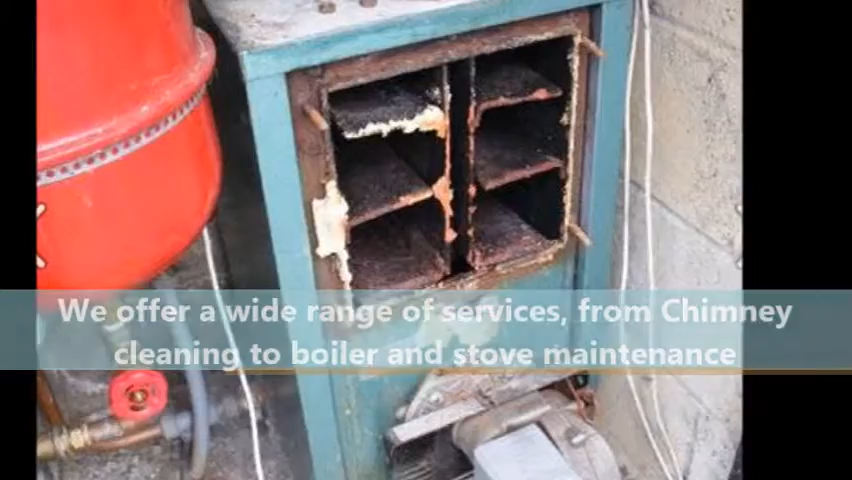 We offer a wide range of services, from Chimney
cleaning to boiler and stove maintenance